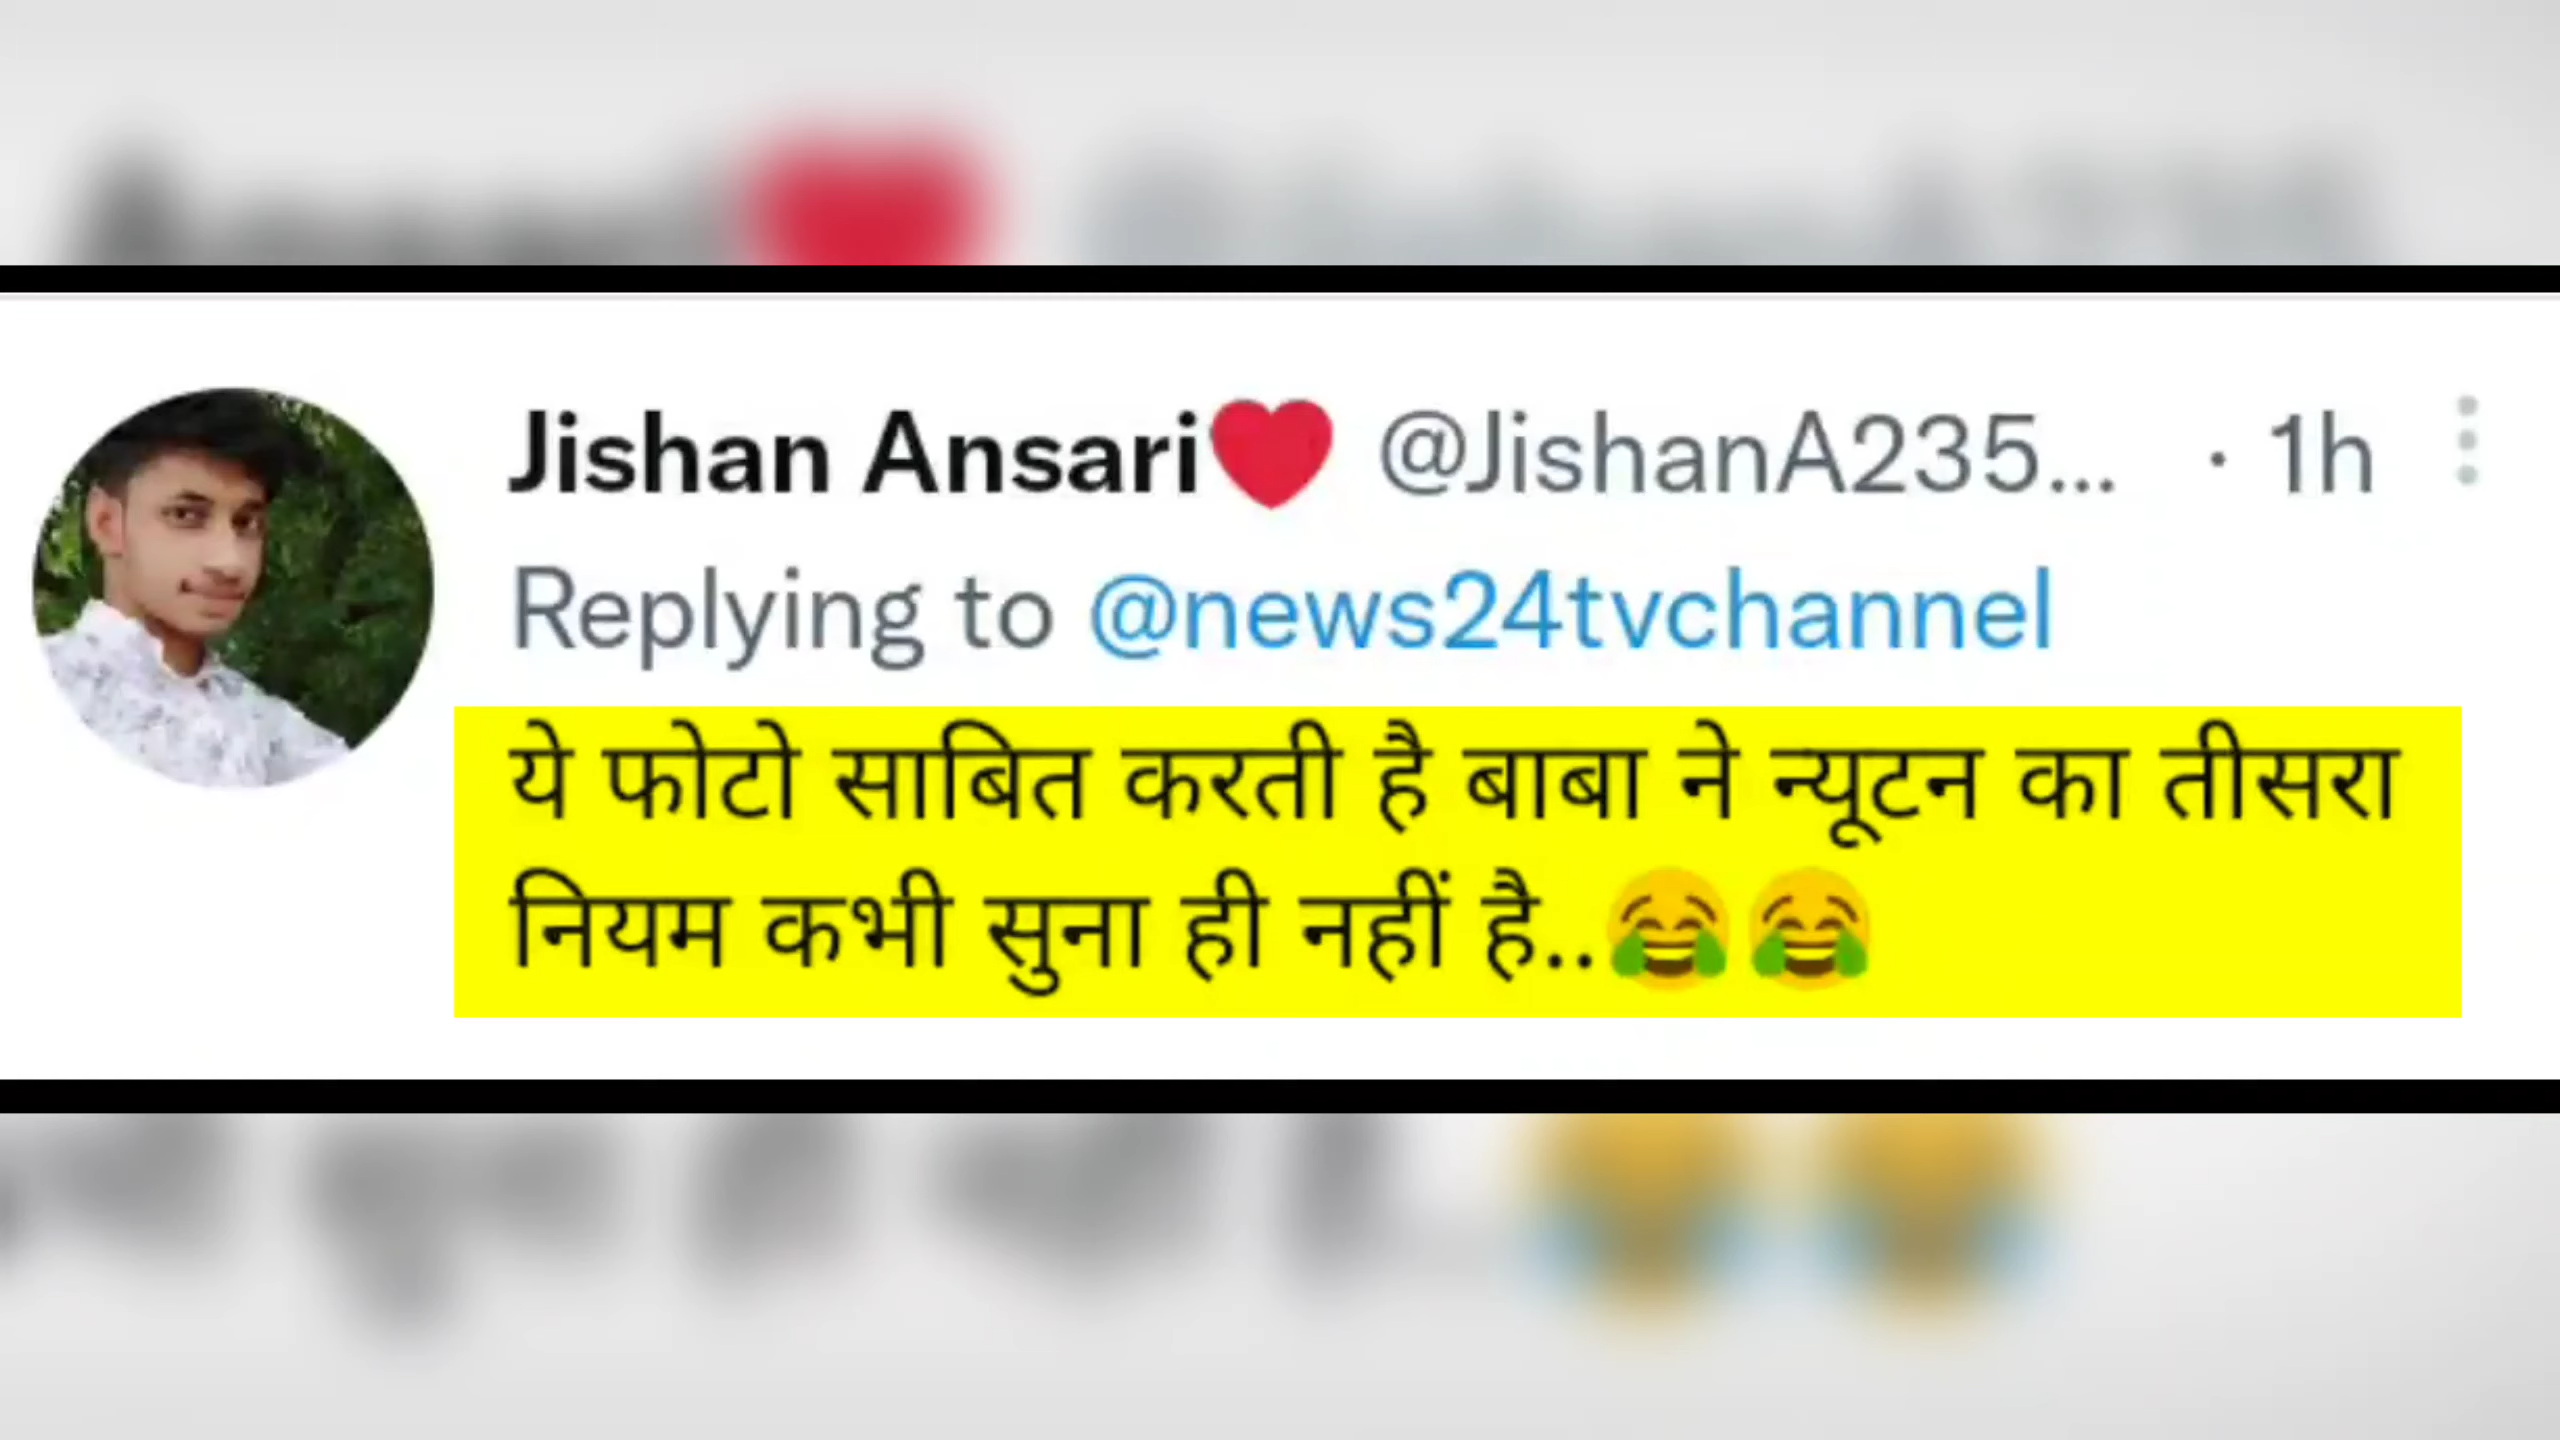 Jishan Ansari❤️ @JishanA235... · 1h
Replying to @news24tvchannel
ये फोटो साबित करती है बाबा ने न्यूटन का तीसरा
नियम कभी सुना ही नहीं है..😂😂